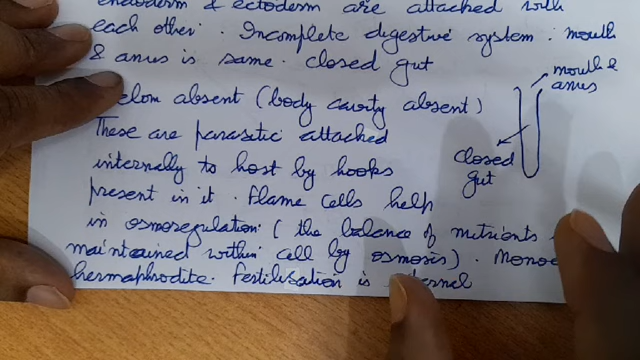 endoderm & ectoderm are attached with
each other. Incomplete digestive system. mouth
& anus is same. closed gut
mouth &
anus
elom absent (body cavity absent)
These are parasitic attached
internally to host by hooks
closed
gut
present in it. flame cells help
in osmoregulation (the balance of nutrients
maintained within cell by osmosis). Monoe
hermaphrodite. Fertilisation is